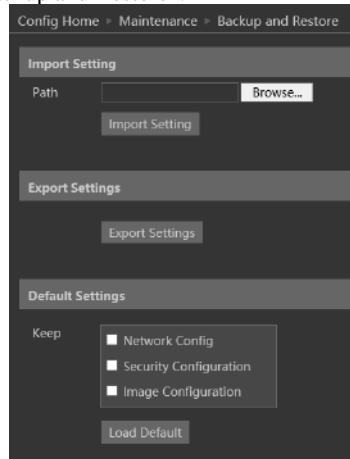 Config Home ► Maintenance ► Backup and Restore
Import Setting
Path Browse...
Import Setting
Export Settings
Export Settings
Default Settings
Keep
Network Config
Security Configuration
Image Configuration
Load Default